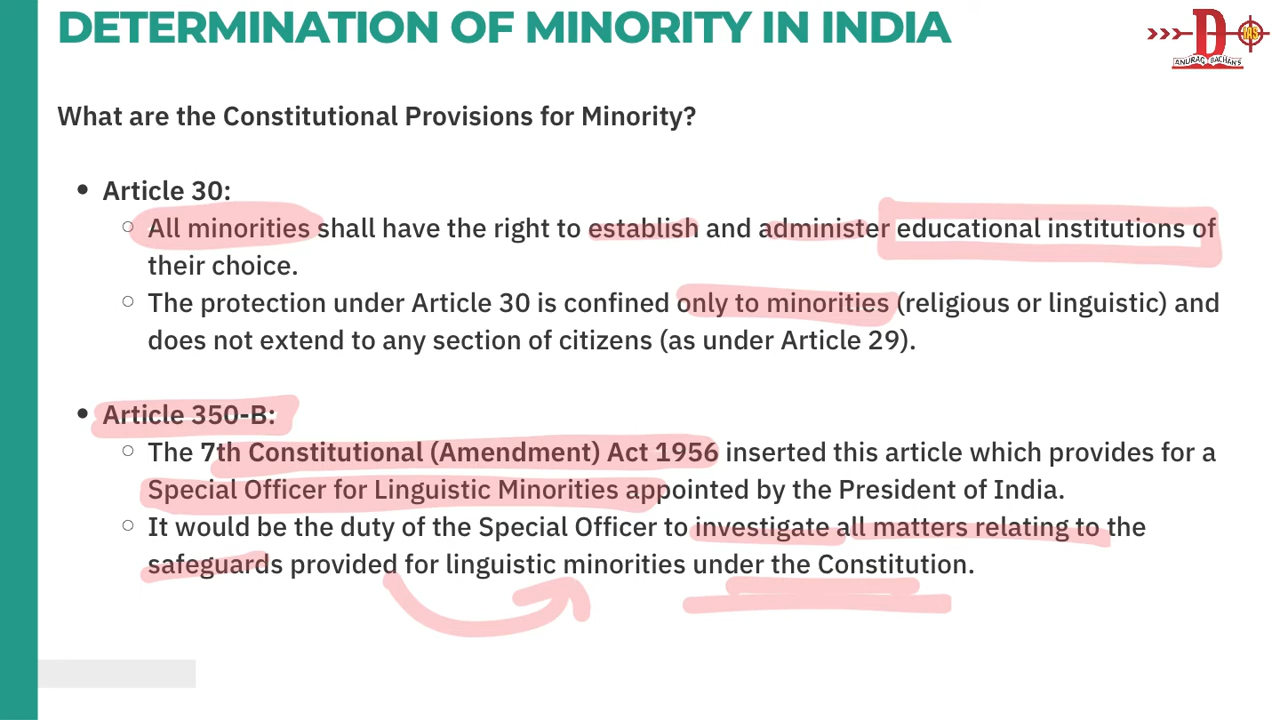 DETERMINATION OF MINORITY IN INDIA
D
IAS
ANURAG BACHAN'S
What are the Constitutional Provisions for Minority?
• Article 30:
○ All minorities shall have the right to establish and administer educational institutions of
their choice.
○ The protection under Article 30 is confined only to minorities (religious or linguistic) and
does not extend to any section of citizens (as under Article 29).
• Article 350-B:
○ The 7th Constitutional (Amendment) Act 1956 inserted this article which provides for a
Special Officer for Linguistic Minorities appointed by the President of India.
○ It would be the duty of the Special Officer to investigate all matters relating to the
safeguards provided for linguistic minorities under the Constitution.